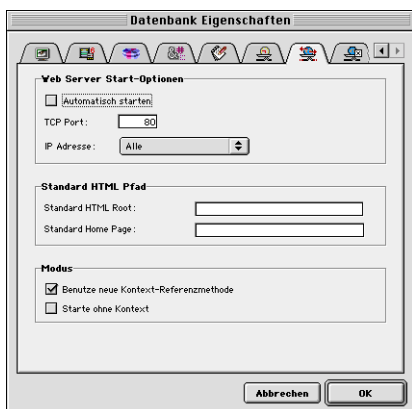 Datenbank Eigenschaften
Web Server Start-Optionen
Automatisch starten
TCP Port: 80
IP Adresse: Alle
Standard HTML Pfad
Standard HTML Root:
Standard Home Page:
Modus
Benutze neue Kontext-Referenzmethode
Starte ohne Kontext
Abbrechen OK